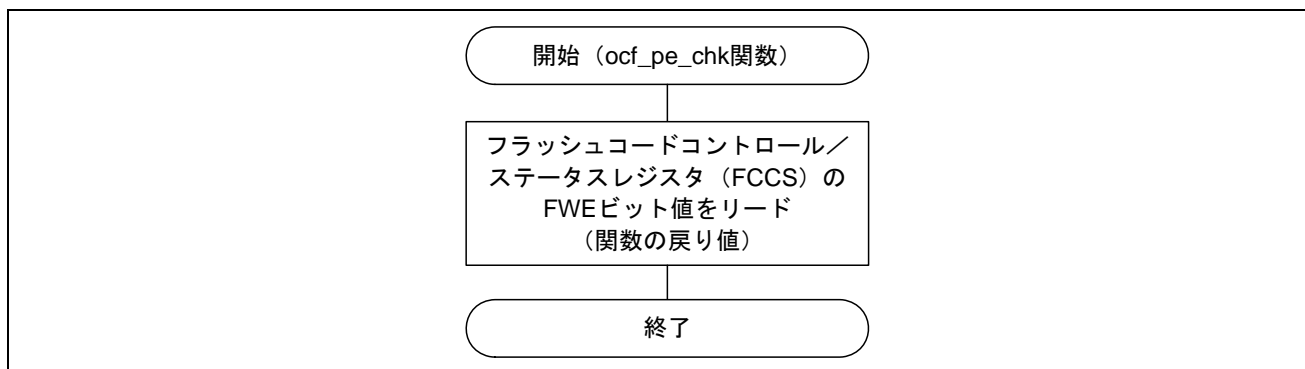 開始（ocf_pe_chk関数）
フラッシュコードコントロール／
ステータスレジスタ（FCCS）の
FWEビット値をリード
（関数の戻り値）
終了